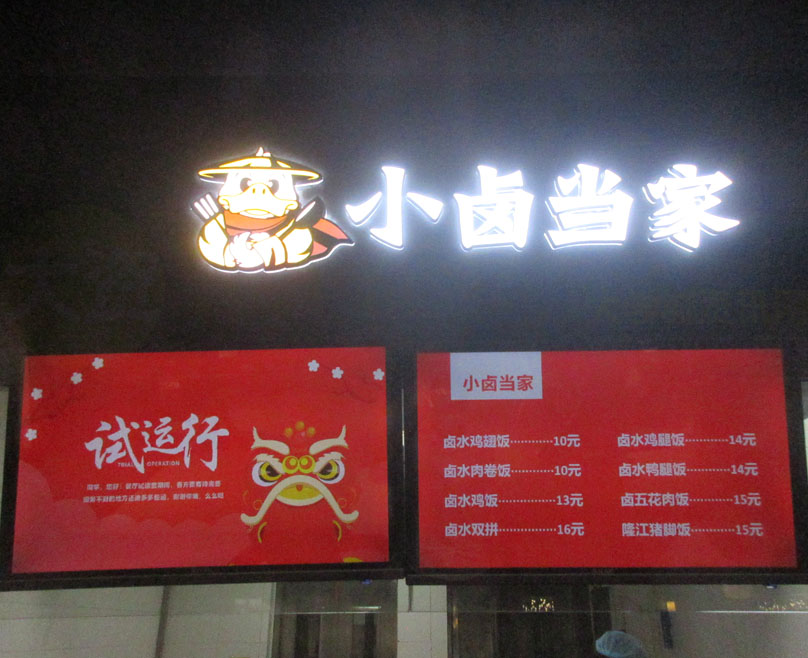 小卤当家
试运行
TRIAL OPERATION
小卤当家
卤水鸡翅饭············10元
卤水肉卷饭············10元
卤水鸡饭················13元
卤水双拼················16元
卤水鸡腿饭············14元
卤水鸭腿饭············14元
卤五花肉饭············15元
隆江猪脚饭············15元